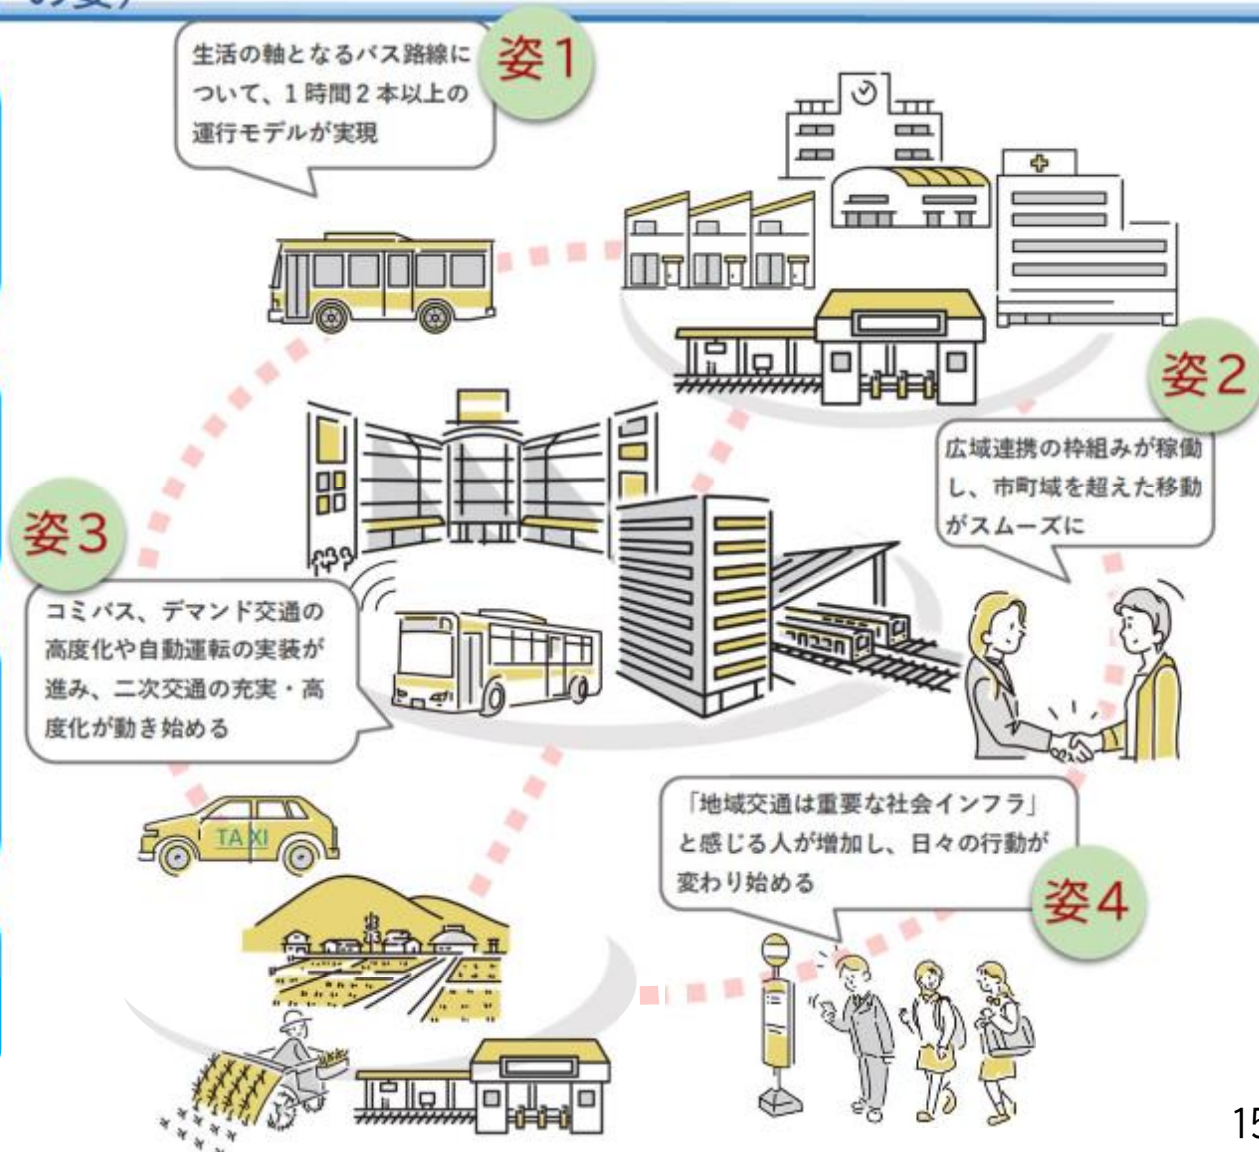 の姿）
姿1
生活の軸となるバス路線に
ついて、1時間2本以上の
運行モデルが実現
姿2
広域連携の枠組みが稼働
し、市町域を超えた移動
がスムーズに
姿3
コミバス、デマンド交通の
高度化や自動運転の実装が
進み、二次交通の充実・高
度化が動き始める
TAXI
「地域交通は重要な社会インフラ」
と感じる人が増加し、日々の行動が
変わり始める
姿4
15